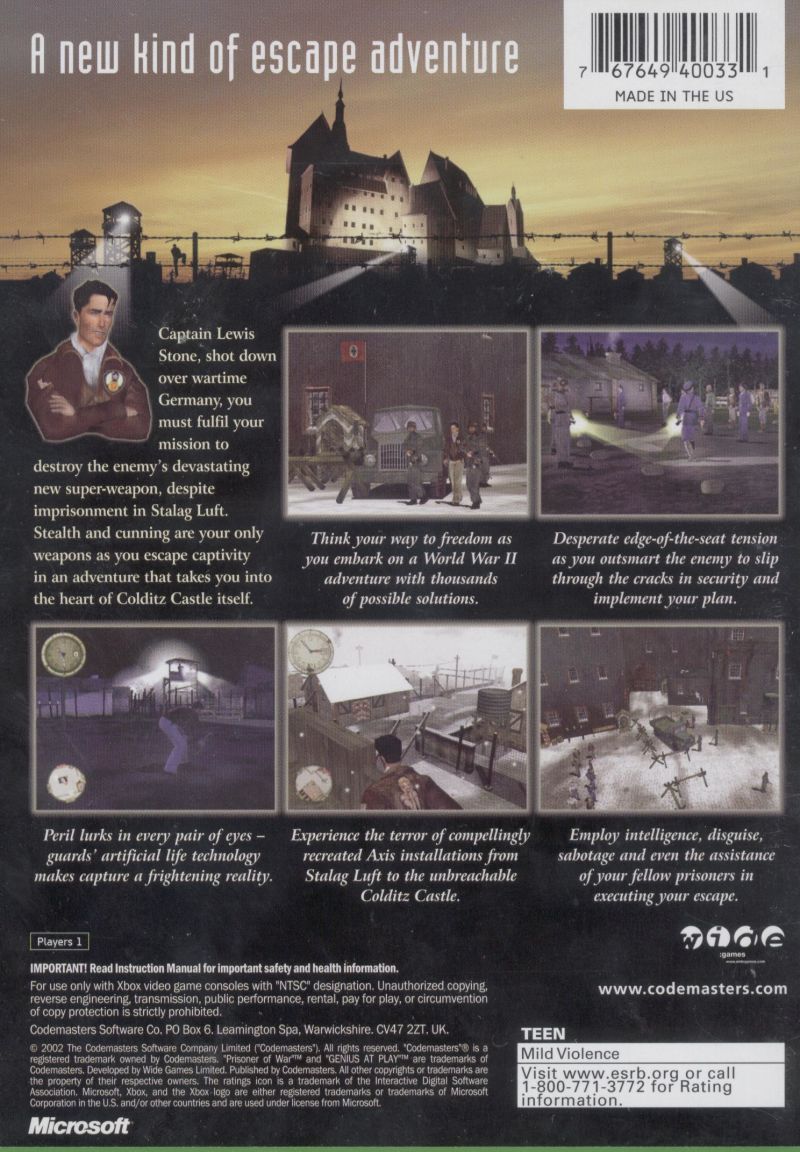 A new kind of escape adventure
7 67649 40033 1
MADE IN THE US
Captain Lewis
Stone, shot down
over wartime
Germany, you
must fulfil your
mission to
destroy the enemy's devastating
new super-weapon, despite
imprisonment in Stalag Luft.
Stealth and cunning are your only
weapons as you escape captivity
in an adventure that takes you into
the heart of Colditz Castle itself.
Think your way to freedom as
you embark on a World War II
adventure with thousands
of possible solutions.
Desperate edge-of-the-seat tension
as you outsmart the enemy to slip
through the cracks in security and
implement your plan.
Peril lurks in every pair of eyes –
guards' artificial life technology
makes capture a frightening reality.
Experience the terror of compellingly
recreated Axis installations from
Stalag Luft to the unbreachable
Colditz Castle.
Employ intelligence, disguise,
sabotage and even the assistance
of your fellow prisoners in
executing your escape.
Players 1
wide
:games
IMPORTANT! Read Instruction Manual for important safety and health information.
For use only with Xbox video game consoles with "NTSC" designation. Unauthorized copying,
reverse engineering, transmission, public performance, rental, pay for play, or circumvention
of copy protection is strictly prohibited.
Codemasters Software Co, PO Box 6, Leamington Spa, Warwickshire. CV47 2ZT. UK.
© 2002 The Codemasters Software Company Limited ("Codemasters"). All rights reserved. "Codemasters"® is a
registered trademark owned by Codemasters. "Prisoner of War"™ and "GENIUS AT PLAY"™ are trademarks of
Codemasters. Developed by Wide Games Limited. Published by Codemasters. All other copyrights or trademarks are
the property of their respective owners. The ratings icon is a trademark of the Interactive Digital Software
Association. Microsoft, Xbox, and the Xbox logo are either registered trademarks or trademarks of Microsoft
Corporation in the U.S. and/or other countries and are used under license from Microsoft.
Microsoft
www.codemasters.com
TEEN
Mild Violence
Visit www.esrb.org or call
1-800-771-3772 for Rating
information.